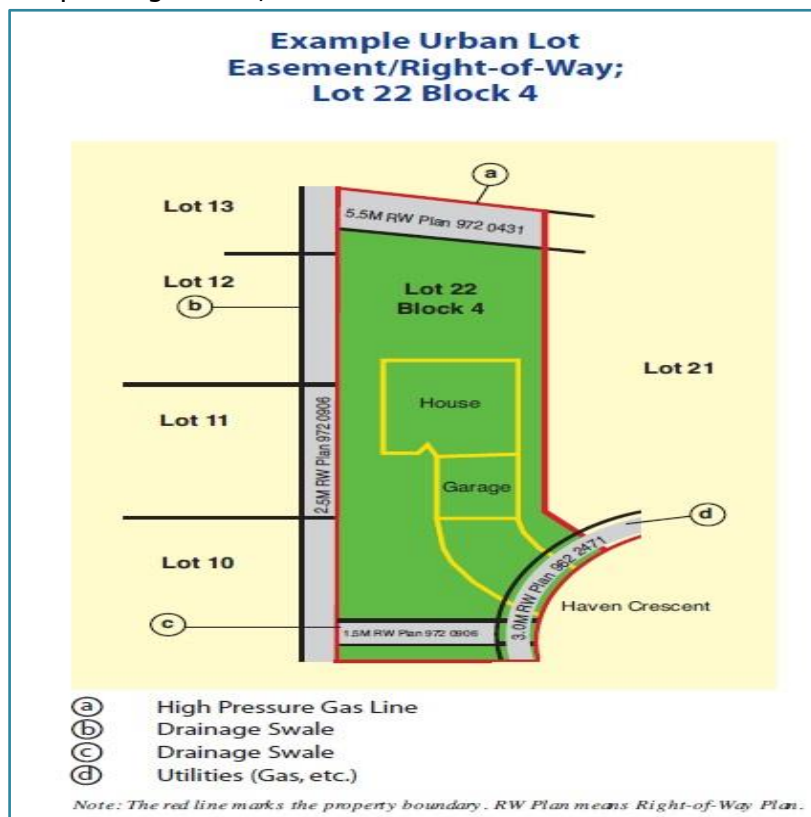 Example Urban Lot
Easement/Right-of-Way;
Lot 22 Block 4
a
Lot 13
5.5M RW Plan 972 0431
Lot 12
b
Lot 22
Block 4
Lot 21
House
Lot 11
2.5M RW Plan 972 0906
Garage
d
Lot 10
3.0M RW Plan 962 2471
Haven Crescent
c
1.5M RW Plan 972 0906
a High Pressure Gas Line
b Drainage Swale
c Drainage Swale
d Utilities (Gas, etc.)
Note: The red line marks the property boundary. RW Plan means Right-of-Way Plan.